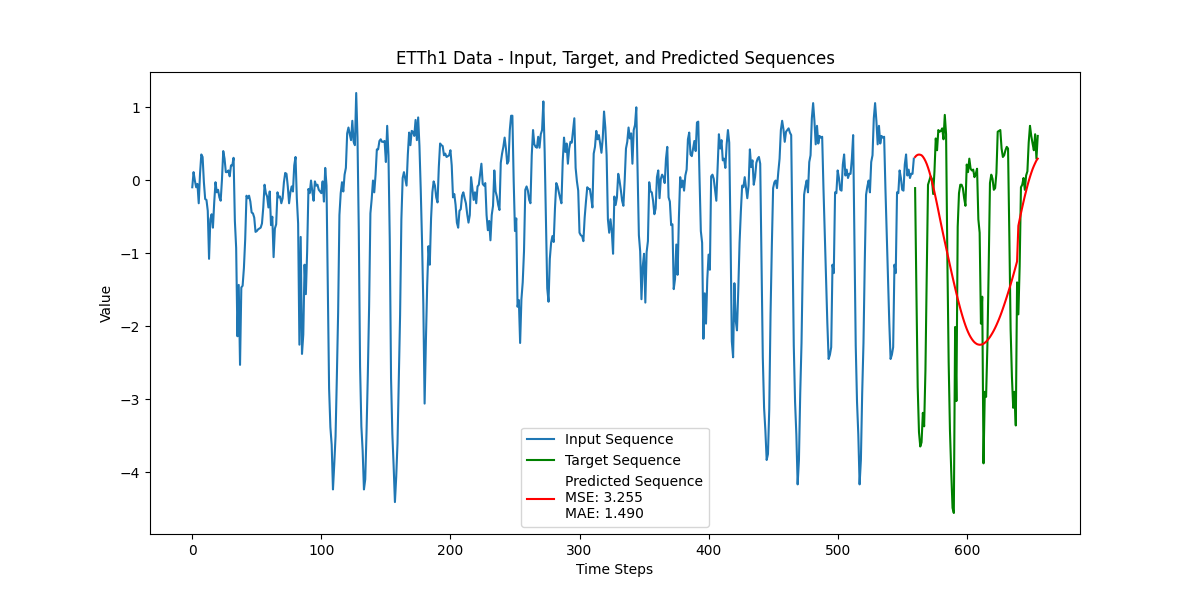 ETTh1 Data - Input, Target, and Predicted Sequences
Value
1
0
−1
−2
−3
−4
Input Sequence
Target Sequence
Predicted Sequence
MSE: 3.255
MAE: 1.490
0 100 200 300 400 500 600
Time Steps